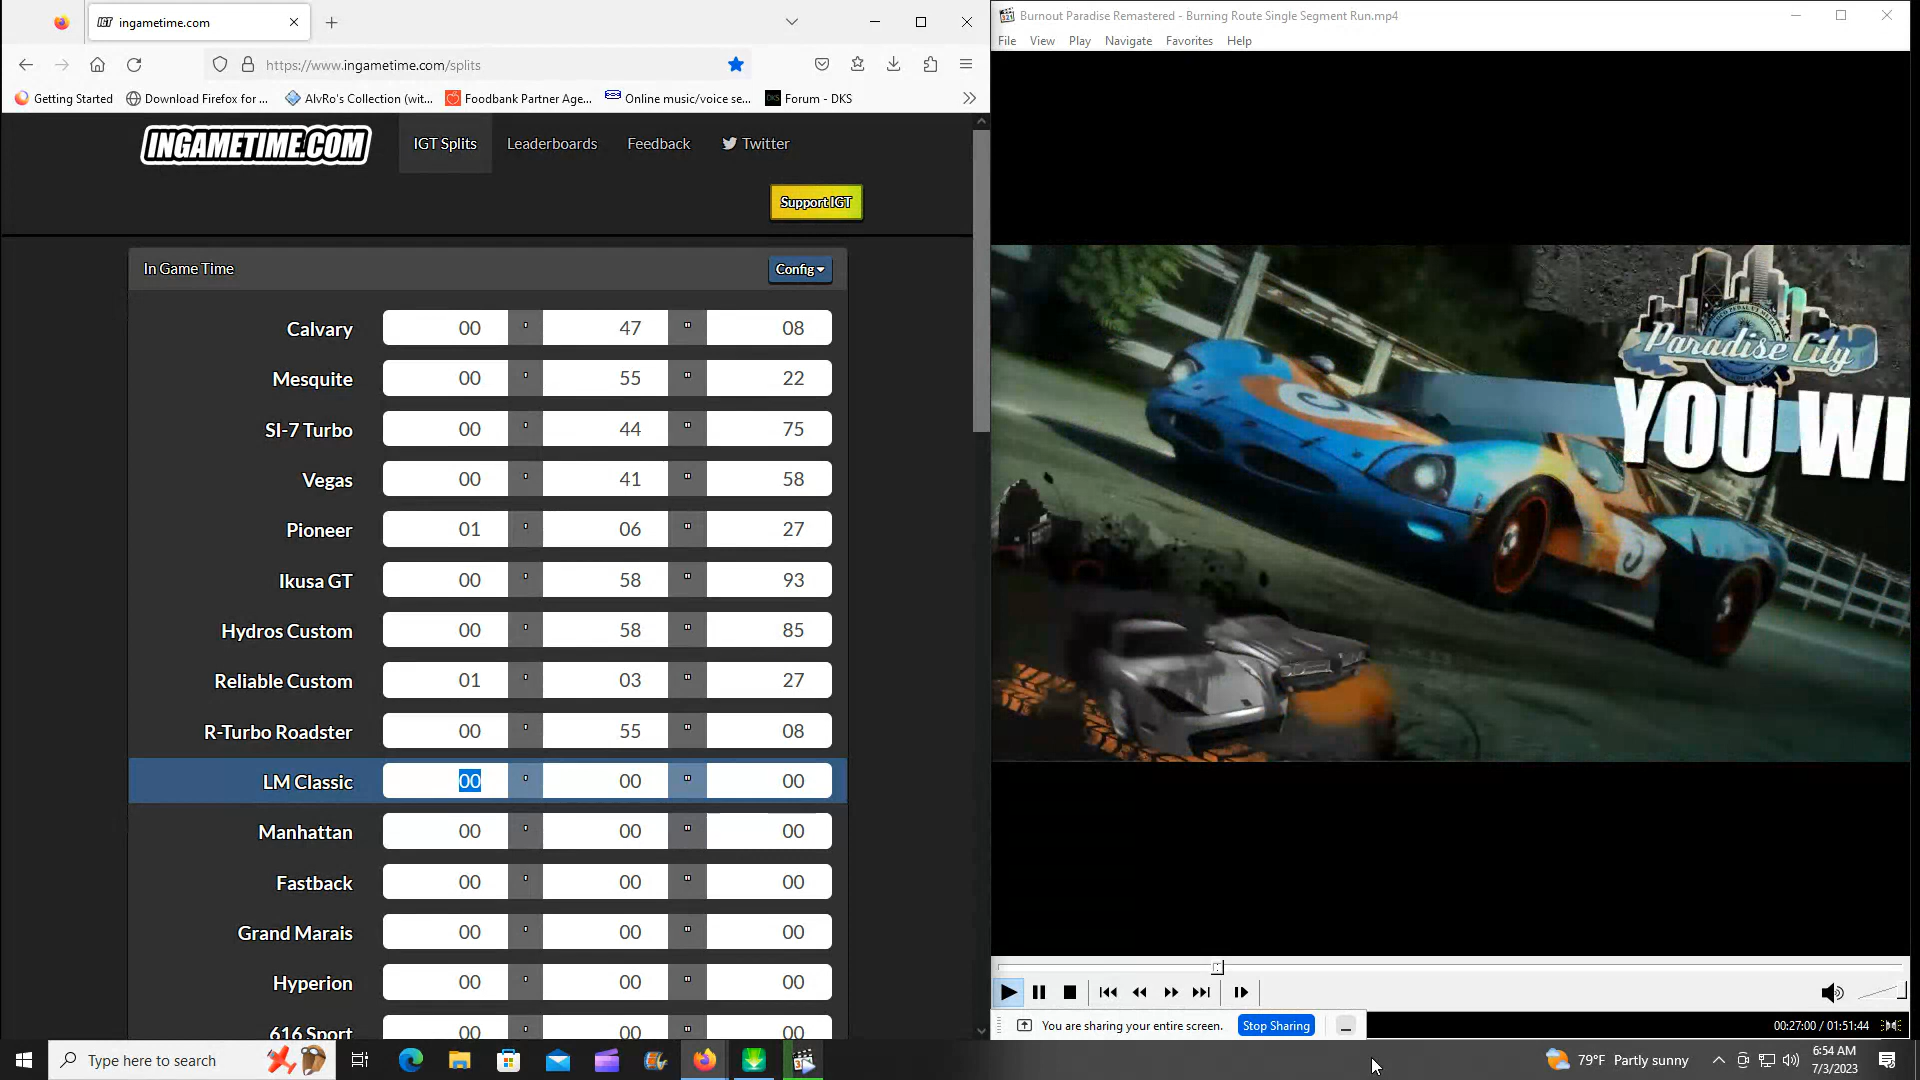 ingametime.com
Burnout Paradise Remastered - Burning Route Single Segment Run.mp4
File View Play Navigate Favorites Help
https://www.ingametime.com/splits
Getting Started
Download Firefox for ...
AlvRo's Collection (wit...
Foodbank Partner Age...
Online music/voice se...
Forum - DKS
INGAMETIME.COM
IGT Splits
Leaderboards
Feedback
Twitter
Support IGT
In Game Time
Config
Calvary 00 ' 47 " 08
Mesquite 00 ' 55 " 22
SI-7 Turbo 00 ' 44 " 75
Vegas 00 ' 41 " 58
Pioneer 01 ' 06 " 27
Ikusa GT 00 ' 58 " 93
Hydros Custom 00 ' 58 " 85
Reliable Custom 01 ' 03 " 27
R-Turbo Roadster 00 ' 55 " 08
LM Classic 00 ' 00 " 00
Manhattan 00 ' 00 " 00
Fastback 00 ' 00 " 00
Grand Marais 00 ' 00 " 00
Hyperion 00 ' 00 " 00
616 Sport 00 ' 00 " 00
Paradise City
YOU WI
You are sharing your entire screen.
Stop Sharing
00:27:00 / 01:51:44
Type here to search
79°F Partly sunny
6:54 AM
7/3/2023